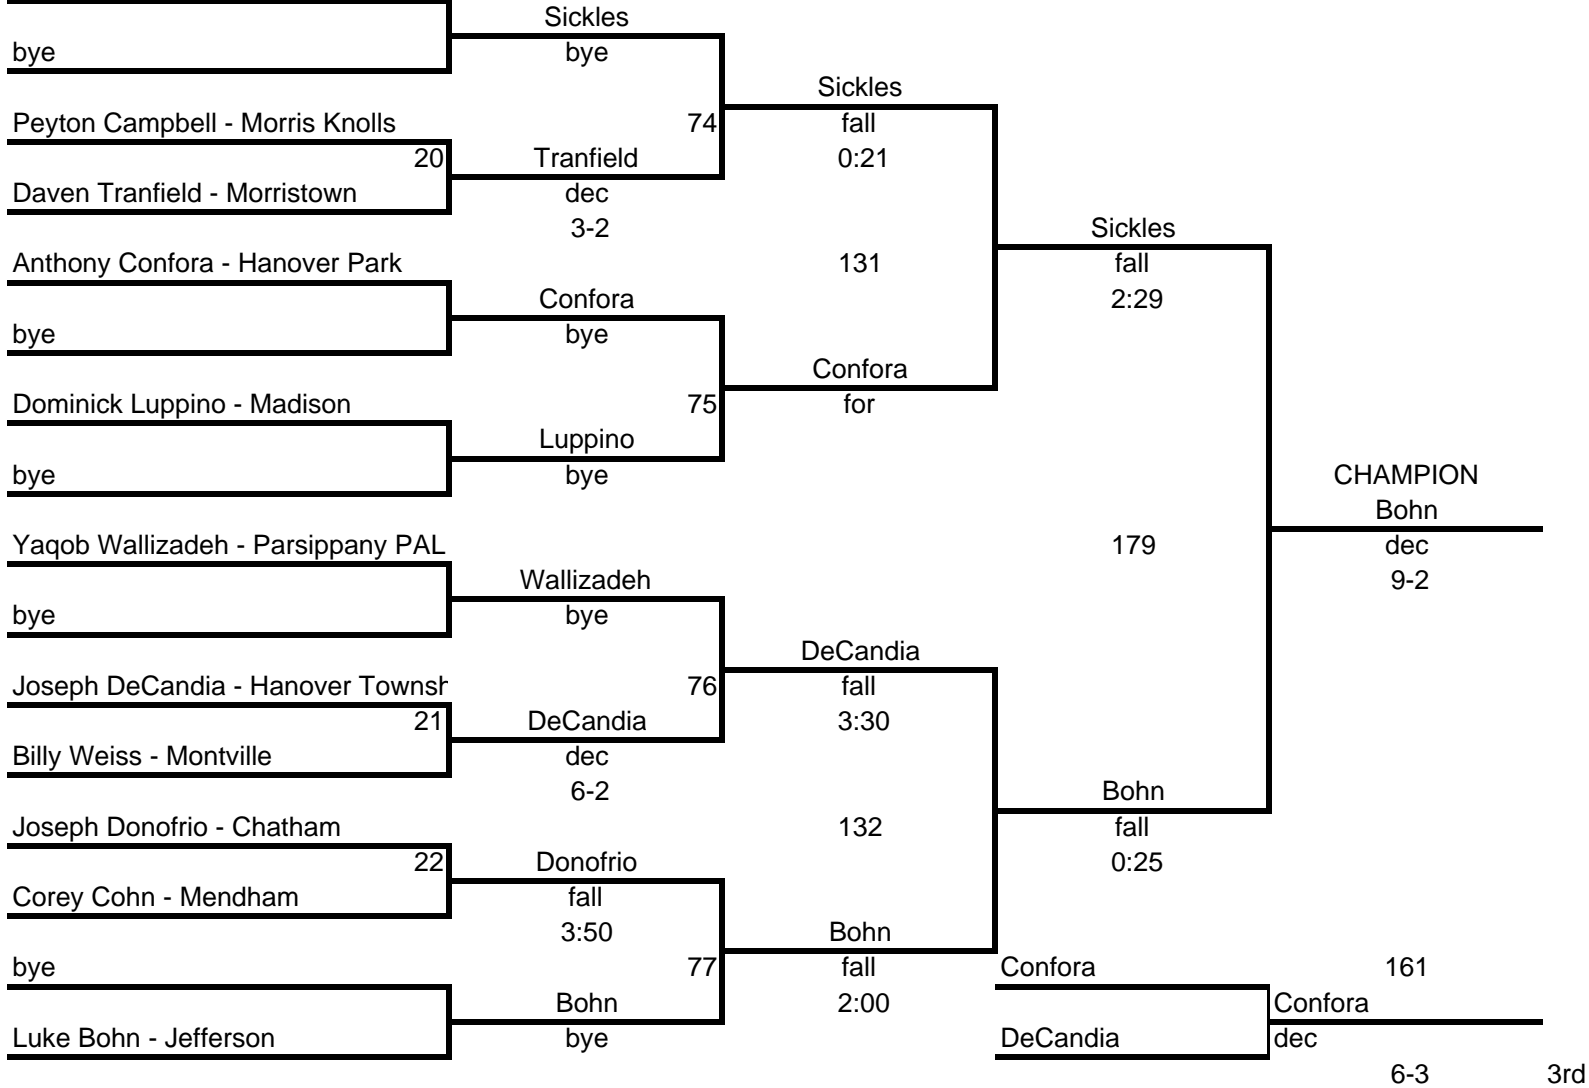 Sickles
bye
bye
Sickles
Peyton Campbell - Morris Knolls
74
fall
20
Tranfield
0:21
Daven Tranfield - Morristown
dec
3-2
Sickles
Anthony Confora - Hanover Park
131
fall
Confora
2:29
bye
bye
Confora
Dominick Luppino - Madison
75
for
Luppino
bye
bye
CHAMPION
Bohn
Yaqob Wallizadeh - Parsippany PAL
179
dec
Wallizadeh
9-2
bye
bye
DeCandia
Joseph DeCandia - Hanover Townsh
76
fall
21
DeCandia
3:30
Billy Weiss - Montville
dec
6-2
Bohn
Joseph Donofrio - Chatham
132
fall
22
Donofrio
0:25
Corey Cohn - Mendham
fall
3:50
Bohn
bye
77
fall
Confora
161
Bohn
2:00
Confora
Luke Bohn - Jefferson
bye
DeCandia
dec
6-3
3rd